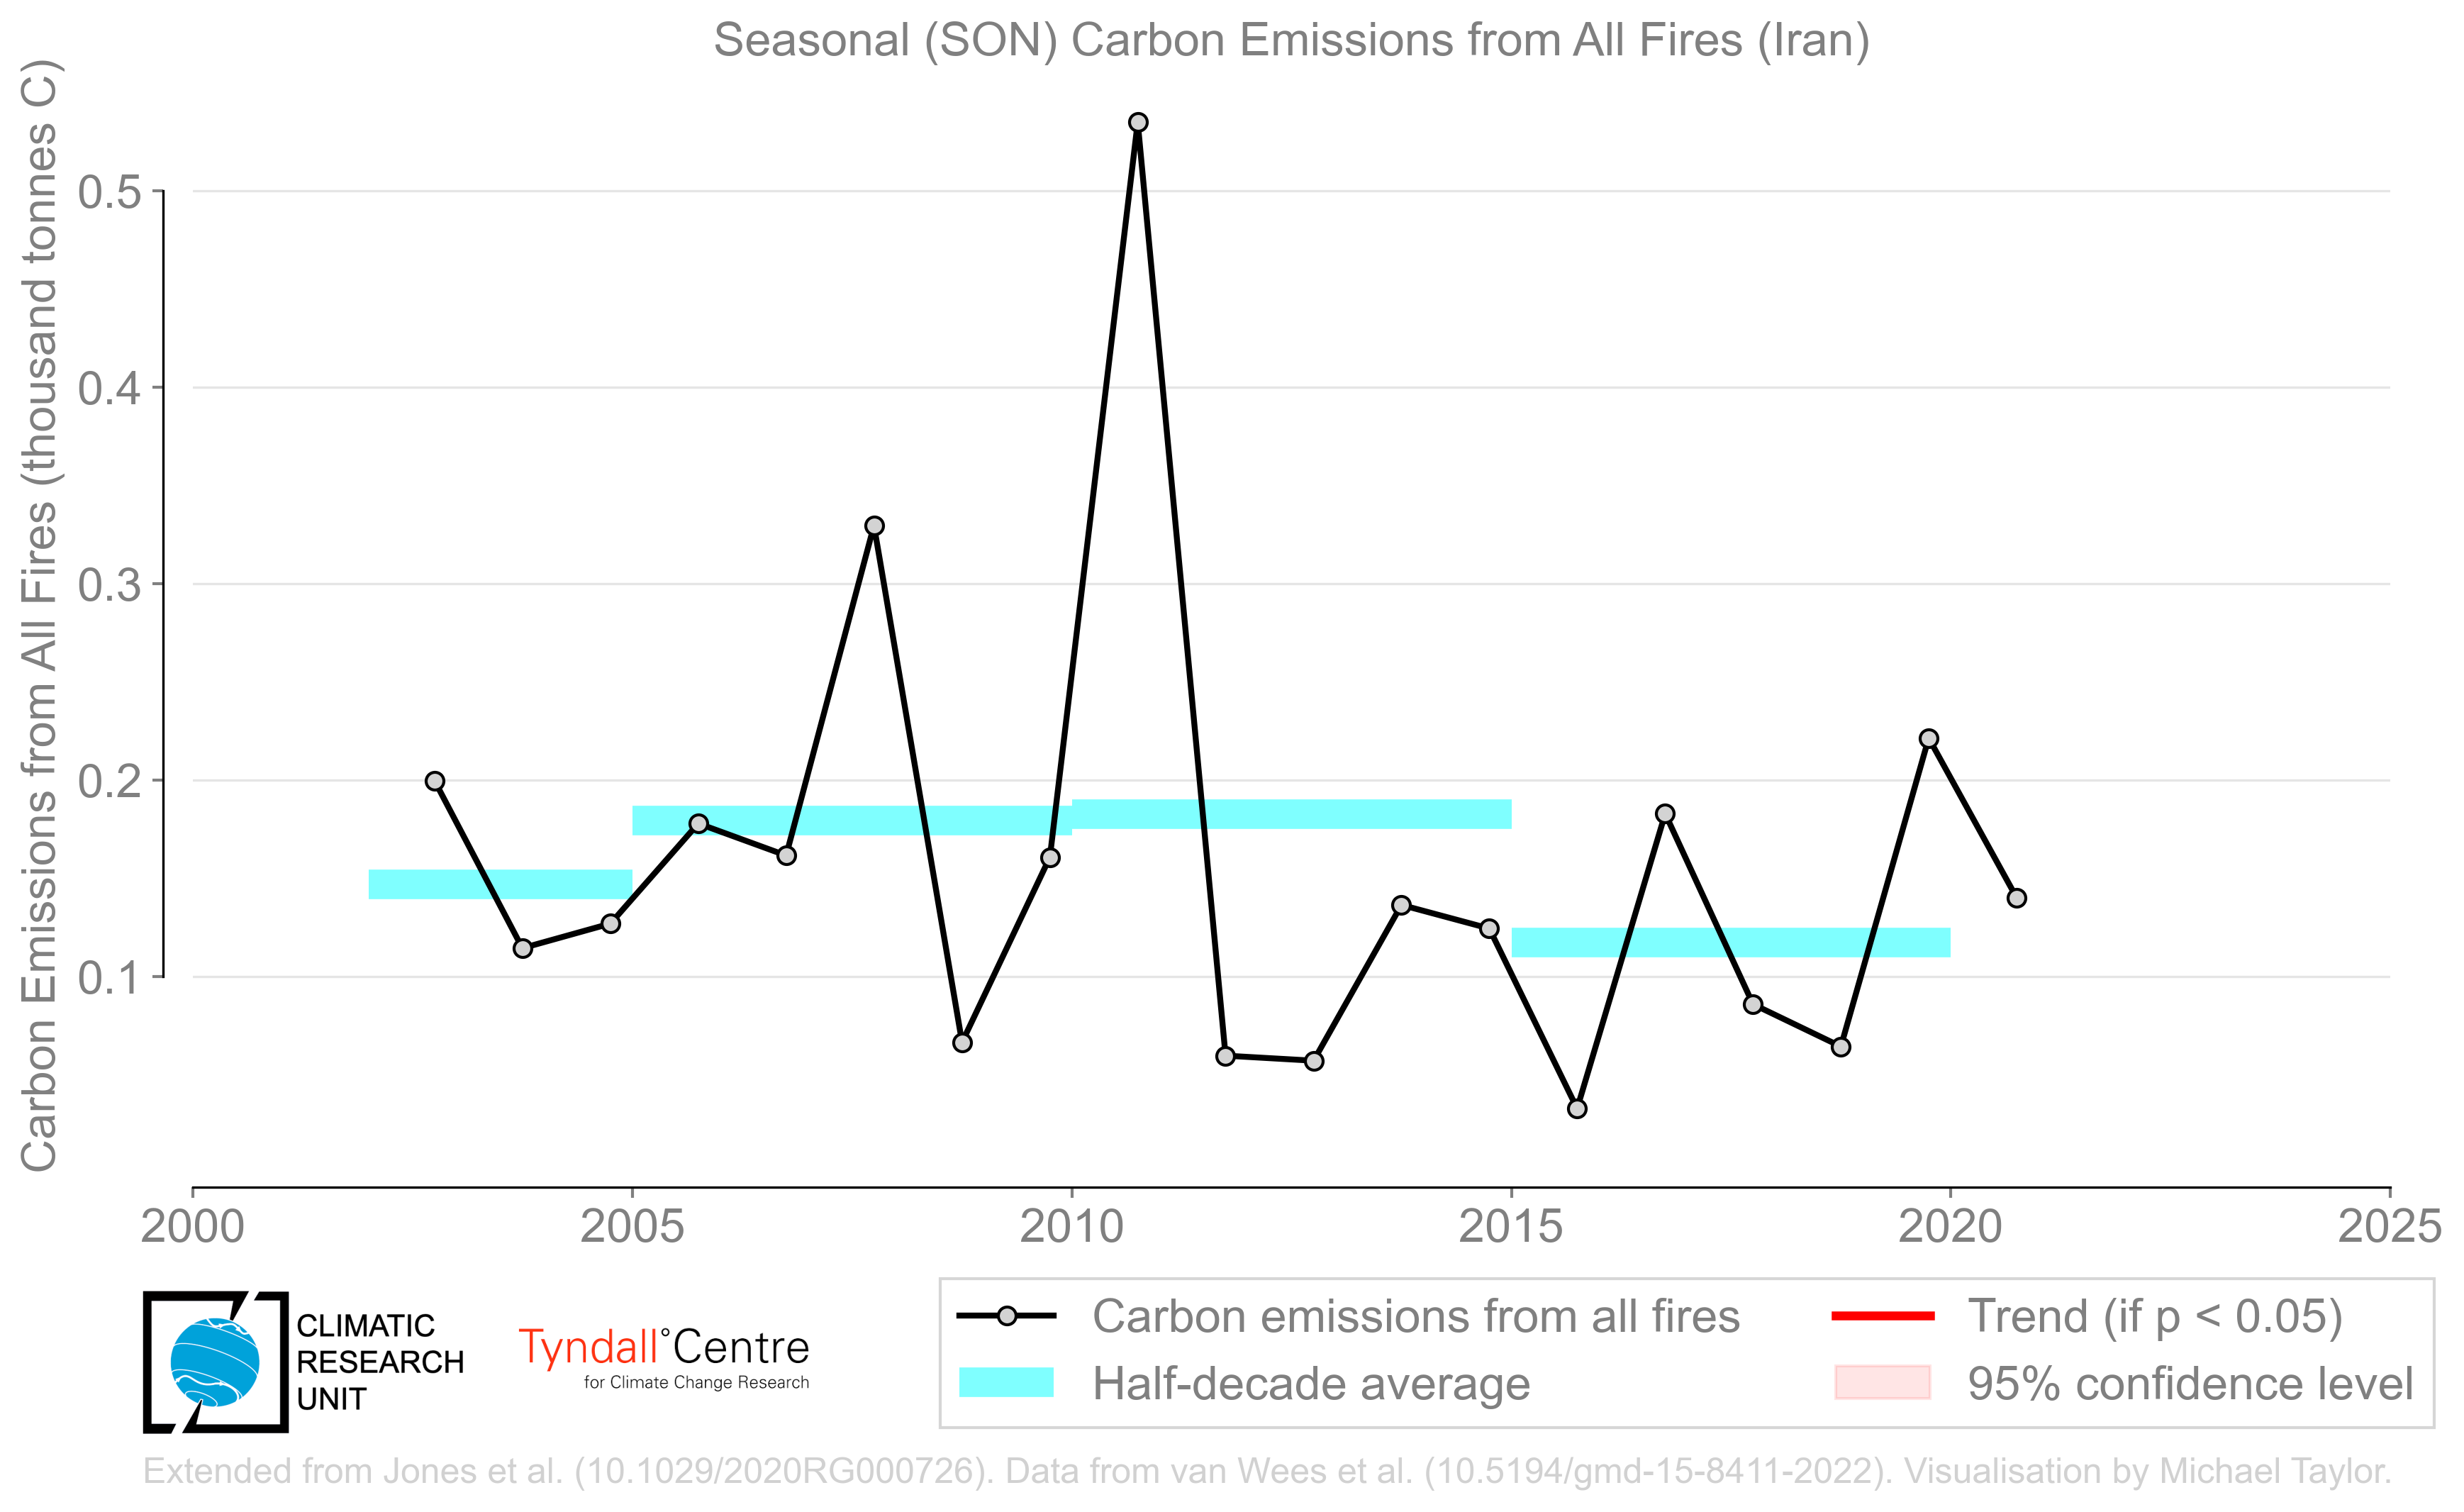 Seasonal (SON) Carbon Emissions from All Fires (Iran)
Carbon Emissions from All Fires (thousand tonnes C)
0.5
0.4
0.3
0.2
0.1
2000
2005
2010
2015
2020
2025
CLIMATIC
RESEARCH
UNIT
Tyndall°Centre
for Climate Change Research
Carbon emissions from all fires
Half-decade average
Trend (if p < 0.05)
95% confidence level
Extended from Jones et al. (10.1029/2020RG000726). Data from van Wees et al. (10.5194/gmd-15-8411-2022). Visualisation by Michael Taylor.